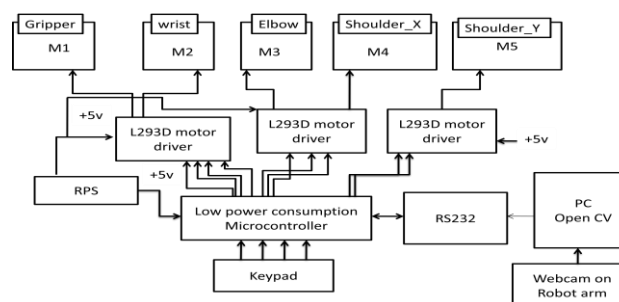 Gripper
M1
wrist
M2
Elbow
M3
Shoulder_X
M4
Shoulder_Y
M5
+5v
L293D motor
driver
L293D motor
driver
L293D motor
driver
+5v
+5v
RPS
Low power consumption
Microcontroller
RS232
PC
Open CV
Keypad
Webcam on
Robot arm